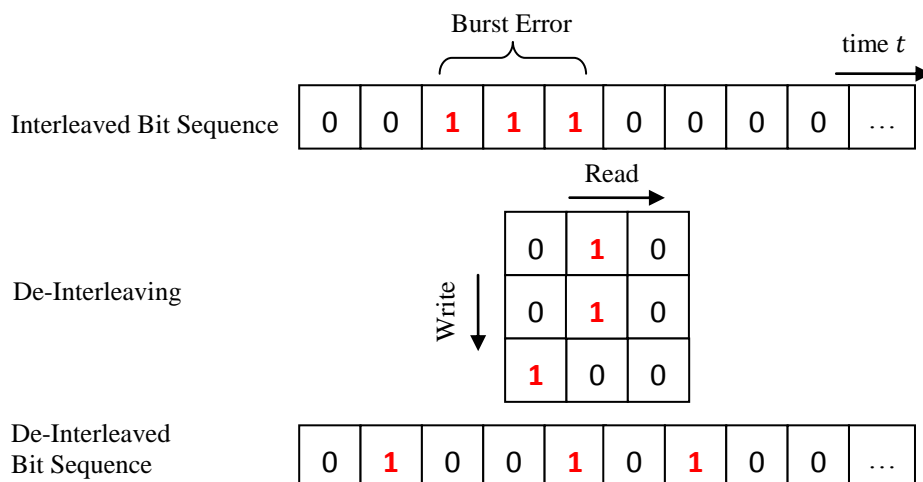 Burst Error
time t
Interleaved Bit Sequence 0 0 1 1 1 0 0 0 0 ...
Read
0 1 0
De-Interleaving
Write
0 1 0
1 0 0
De-Interleaved
Bit Sequence
0 1 0 0 1 0 1 0 0 ...